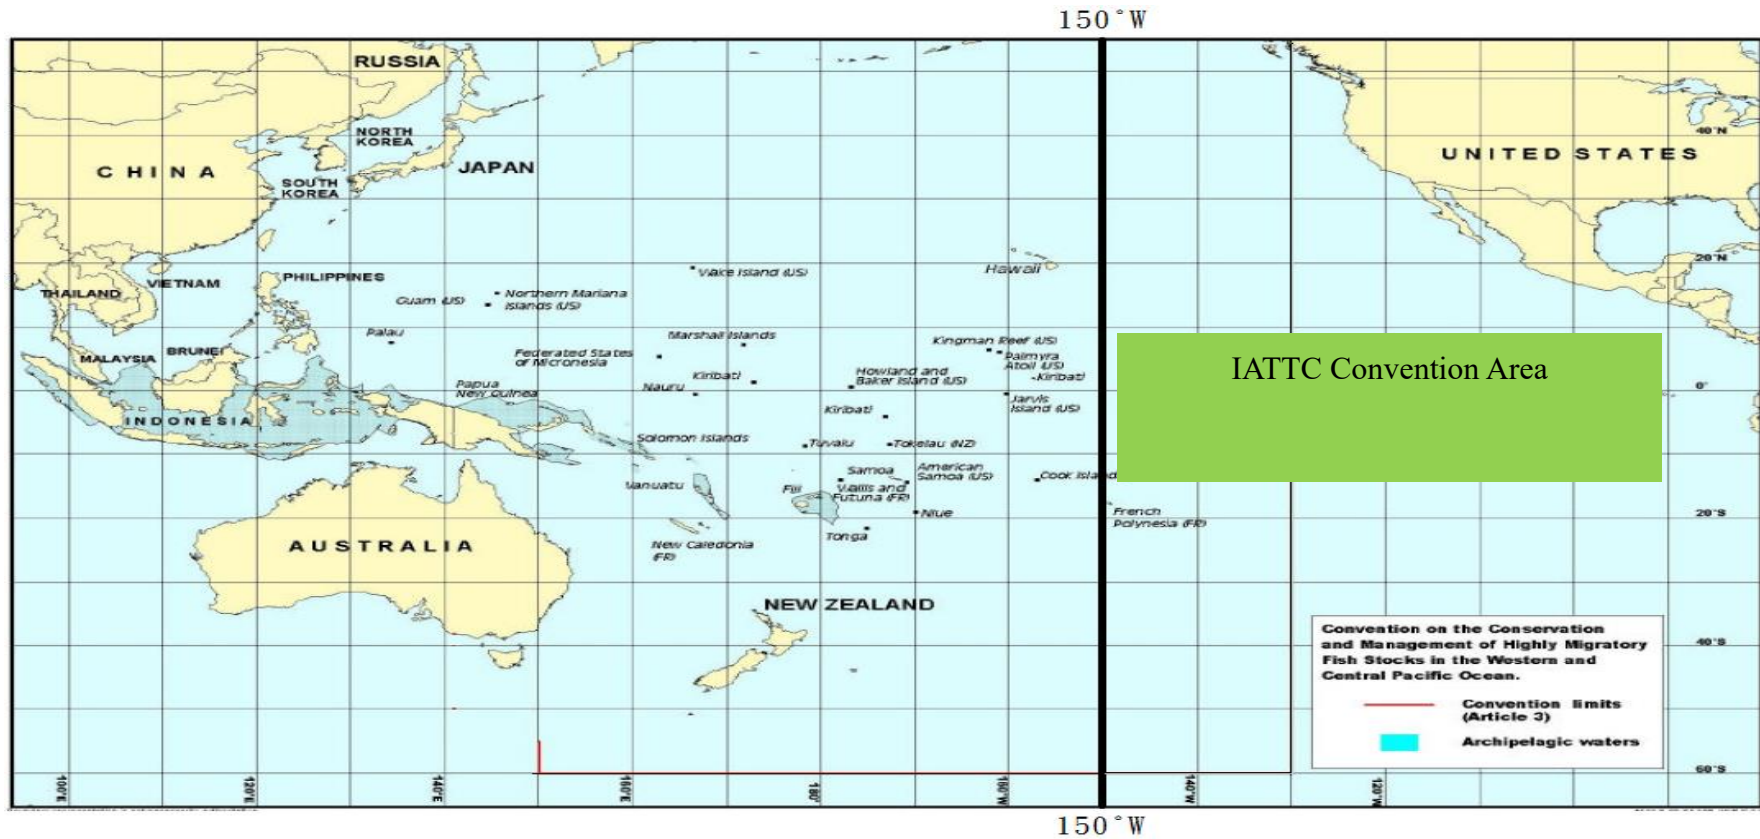 150°W
RUSSIA
NORTH
KOREA
CHINA
JAPAN
UNITED STATES
40°N
SOUTH
KOREA
20°N
Hawaii
Wake Island (US)
PHILIPPINES
VIETNAM
THAILAND
Guam (US)
Northern Mariana
Islands (US)
Palau
Marshall Islands
Kingman Reef (US)
Palmyra
Atoll (US)
Kiribati
MALAYSIA
BRUNEI
Federated States
of Micronesia
IATTC Convention Area
Howland and
Baker Island (US)
Kiribati
Nauru
Papua
New Guinea
0°
Jarvis
Island (US)
Kiribati
INDONESIA
Solomon Islands
Tuvalu
Tokelau (NZ)
Samoa
American
Samoa (US)
Cook Island
Vanuatu
Fiji
Wallis and
Futuna (FR)
Niue
French
Polynesia (FR)
20°S
Tonga
New Caledonia
(FR)
AUSTRALIA
NEW ZEALAND
Convention on the Conservation
and Management of Highly Migratory
Fish Stocks in the Western and
Central Pacific Ocean.
Convention limits
(Article 3)
Archipelagic waters
40°S
60°S
100°E
120°E
140°E
160°E
180°
160°W
140°W
120°W
150°W